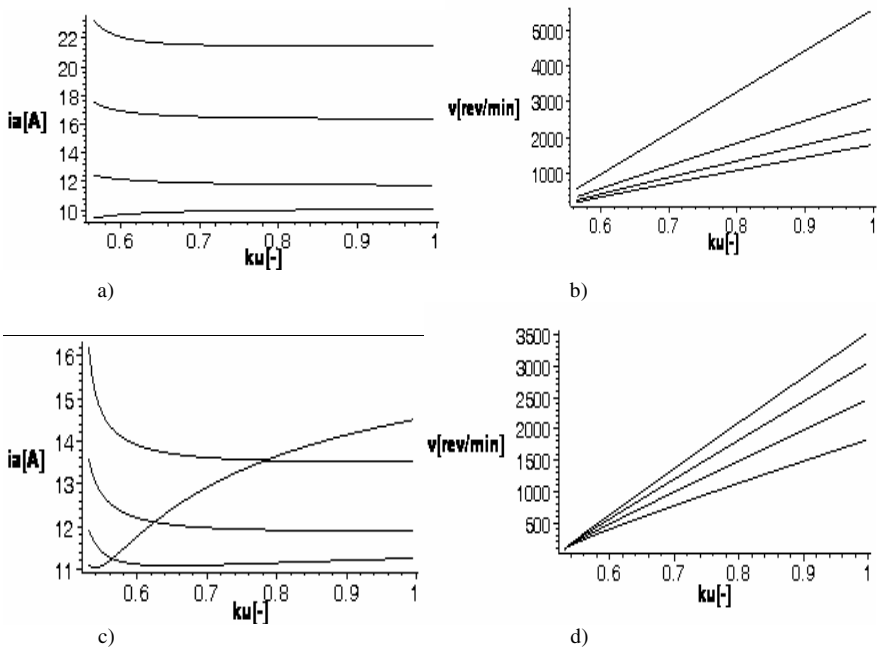 22
20
18
16
14
12
10
ia[A]
0.6 0.7 0.8 0.9 1
ku[-]
a)
5000
4000
3000
2000
1000
v[rev/min]
0.6 0.7 0.8 0.9 1
ku[-]
b)
16
15
14
13
12
11
ia[A]
0.6 0.7 0.8 0.9 1
ku[-]
c)
3500
3000
2500
2000
1500
1000
500
v[rev/min]
0.6 0.7 0.8 0.9 1
ku[-]
d)